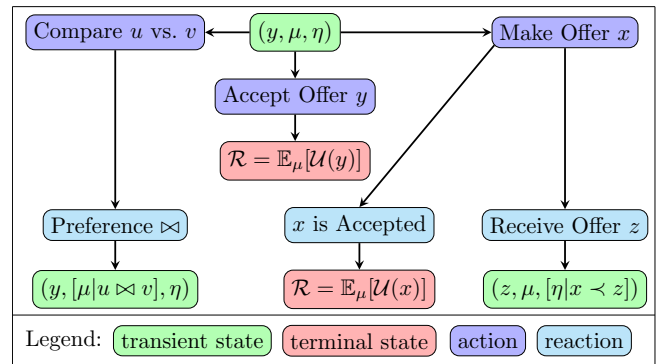 Compare u vs. v (y, μ, η) Make Offer x
Accept Offer y
ℛ = 𝔼_μ[𝒰(y)]
Preference ⋈ x is Accepted Receive Offer z
(y, [μ|u ⋈ v], η) ℛ = 𝔼_μ[𝒰(x)] (z, μ, [η|x ≺ z])
Legend: transient state terminal state action reaction